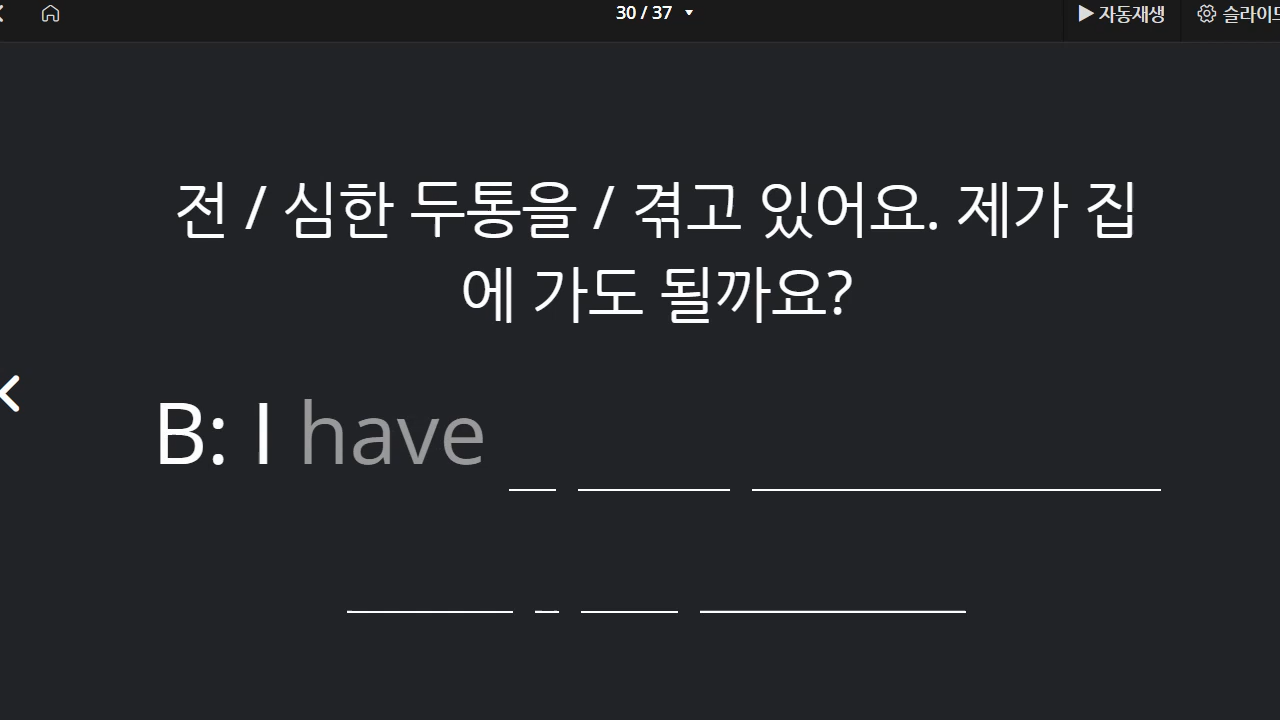 30 / 37
▶ 자동재생
슬라이드
전 / 심한 두통을 / 겪고 있어요. 제가 집
에 가도 될까요?
B: I have